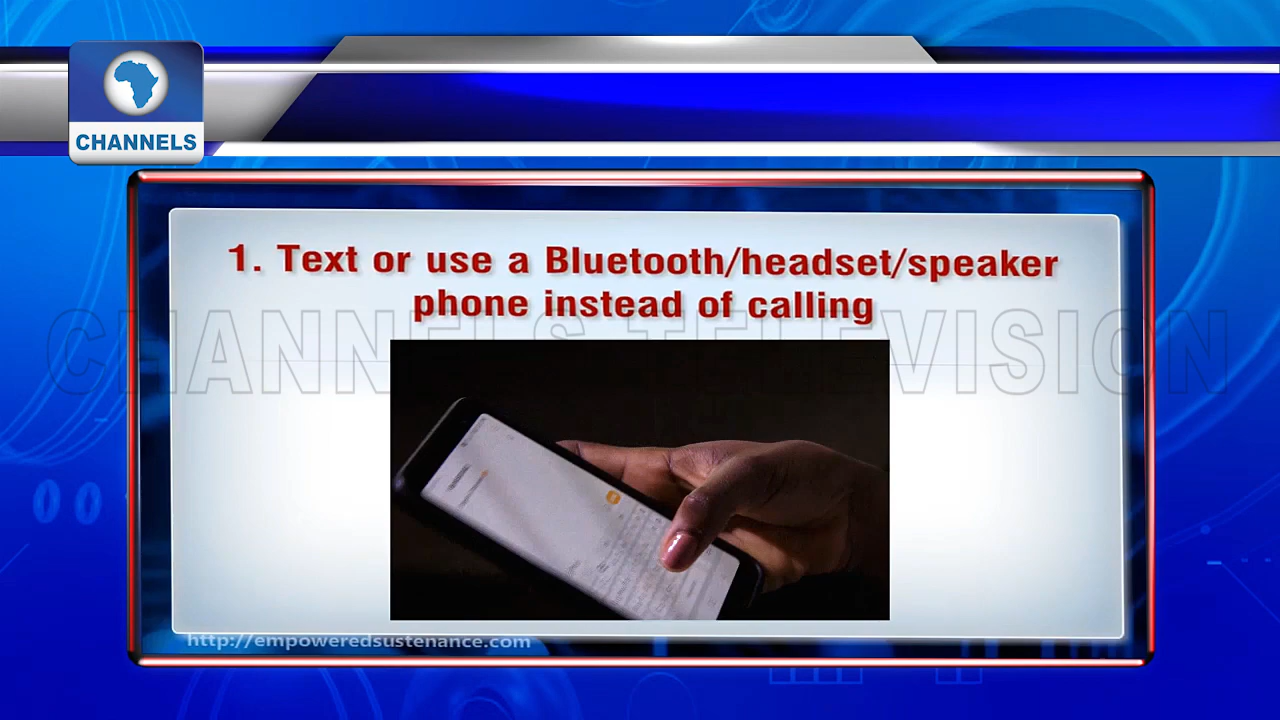 CHANNELS
1. Text or use a Bluetooth/headset/speaker
phone instead of calling
CHANNELS TELEVISION
http://empoweredsustenance.com